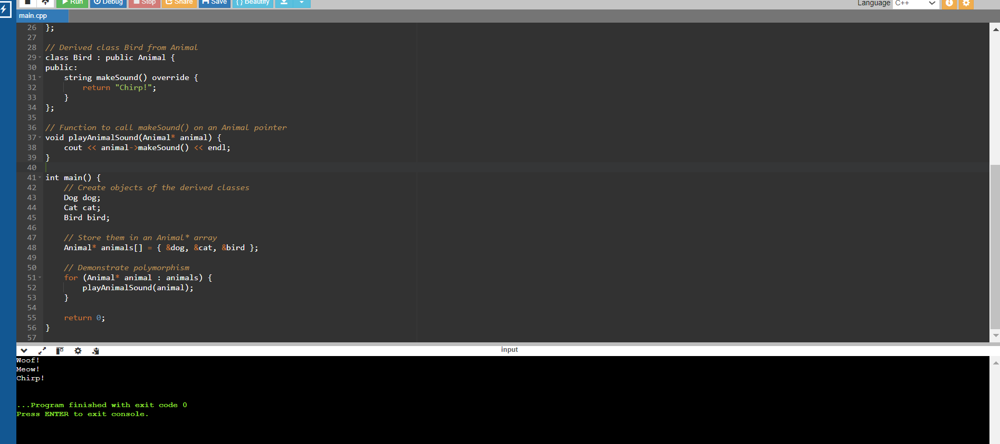 Run Debug Stop Share Save { } Beautify Language C++
main.cpp
26 };
27
28 // Derived class Bird from Animal
29 class Bird : public Animal {
30 public:
31     string makeSound() override {
32         return "Chirp!";
33     }
34 };
35
36 // Function to call makeSound() on an Animal pointer
37 void playAnimalSound(Animal* animal) {
38     cout << animal->makeSound() << endl;
39 }
40
41 int main() {
42     // Create objects of the derived classes
43     Dog dog;
44     Cat cat;
45     Bird bird;
46
47     // Store them in an Animal* array
48     Animal* animals[] = { &dog, &cat, &bird };
49
50     // Demonstrate polymorphism
51     for (Animal* animal : animals) {
52         playAnimalSound(animal);
53     }
54
55     return 0;
56 }
57
input
Woof!
Meow!
Chirp!
...Program finished with exit code 0
Press ENTER to exit console.